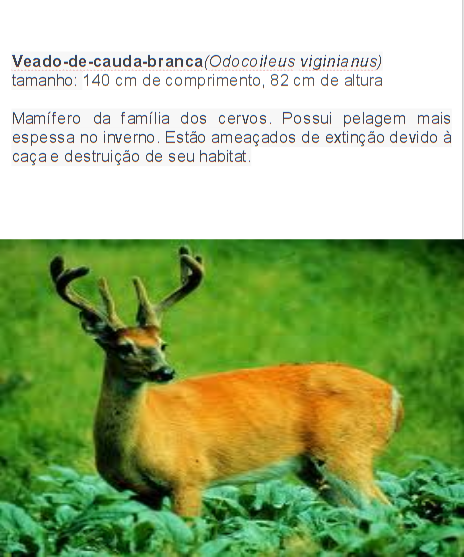 Veado-de-cauda-branca(Odocoileus viginianus)
tamanho: 140 cm de comprimento, 82 cm de altura
Mamífero da família dos cervos. Possui pelagem mais
espessa no inverno. Estão ameaçados de extinção devido à
caça e destruição de seu habitat.